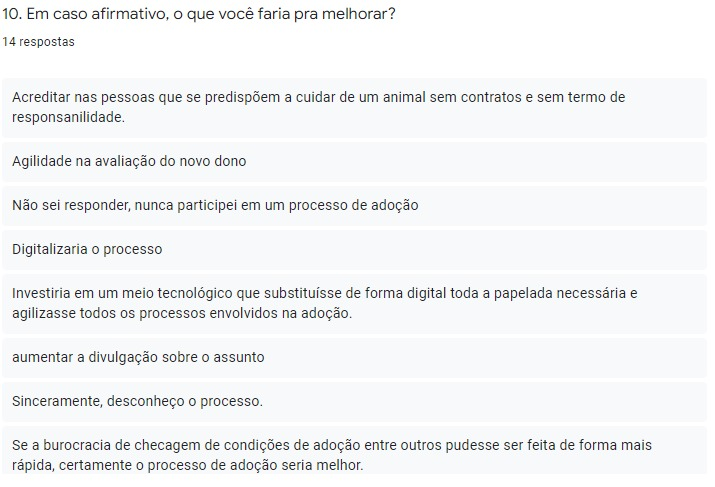 10. Em caso afirmativo, o que você faria pra melhorar?
14 respostas
Acreditar nas pessoas que se predispõem a cuidar de um animal sem contratos e sem termo de
responsanilidade.
Agilidade na avaliação do novo dono
Não sei responder, nunca participei em um processo de adoção
Digitalizaria o processo
Investiria em um meio tecnológico que substituísse de forma digital toda a papelada necessária e
agilizasse todos os processos envolvidos na adoção.
aumentar a divulgação sobre o assunto
Sinceramente, desconheço o processo.
Se a burocracia de checagem de condições de adoção entre outros pudesse ser feita de forma mais
rápida, certamente o processo de adoção seria melhor.